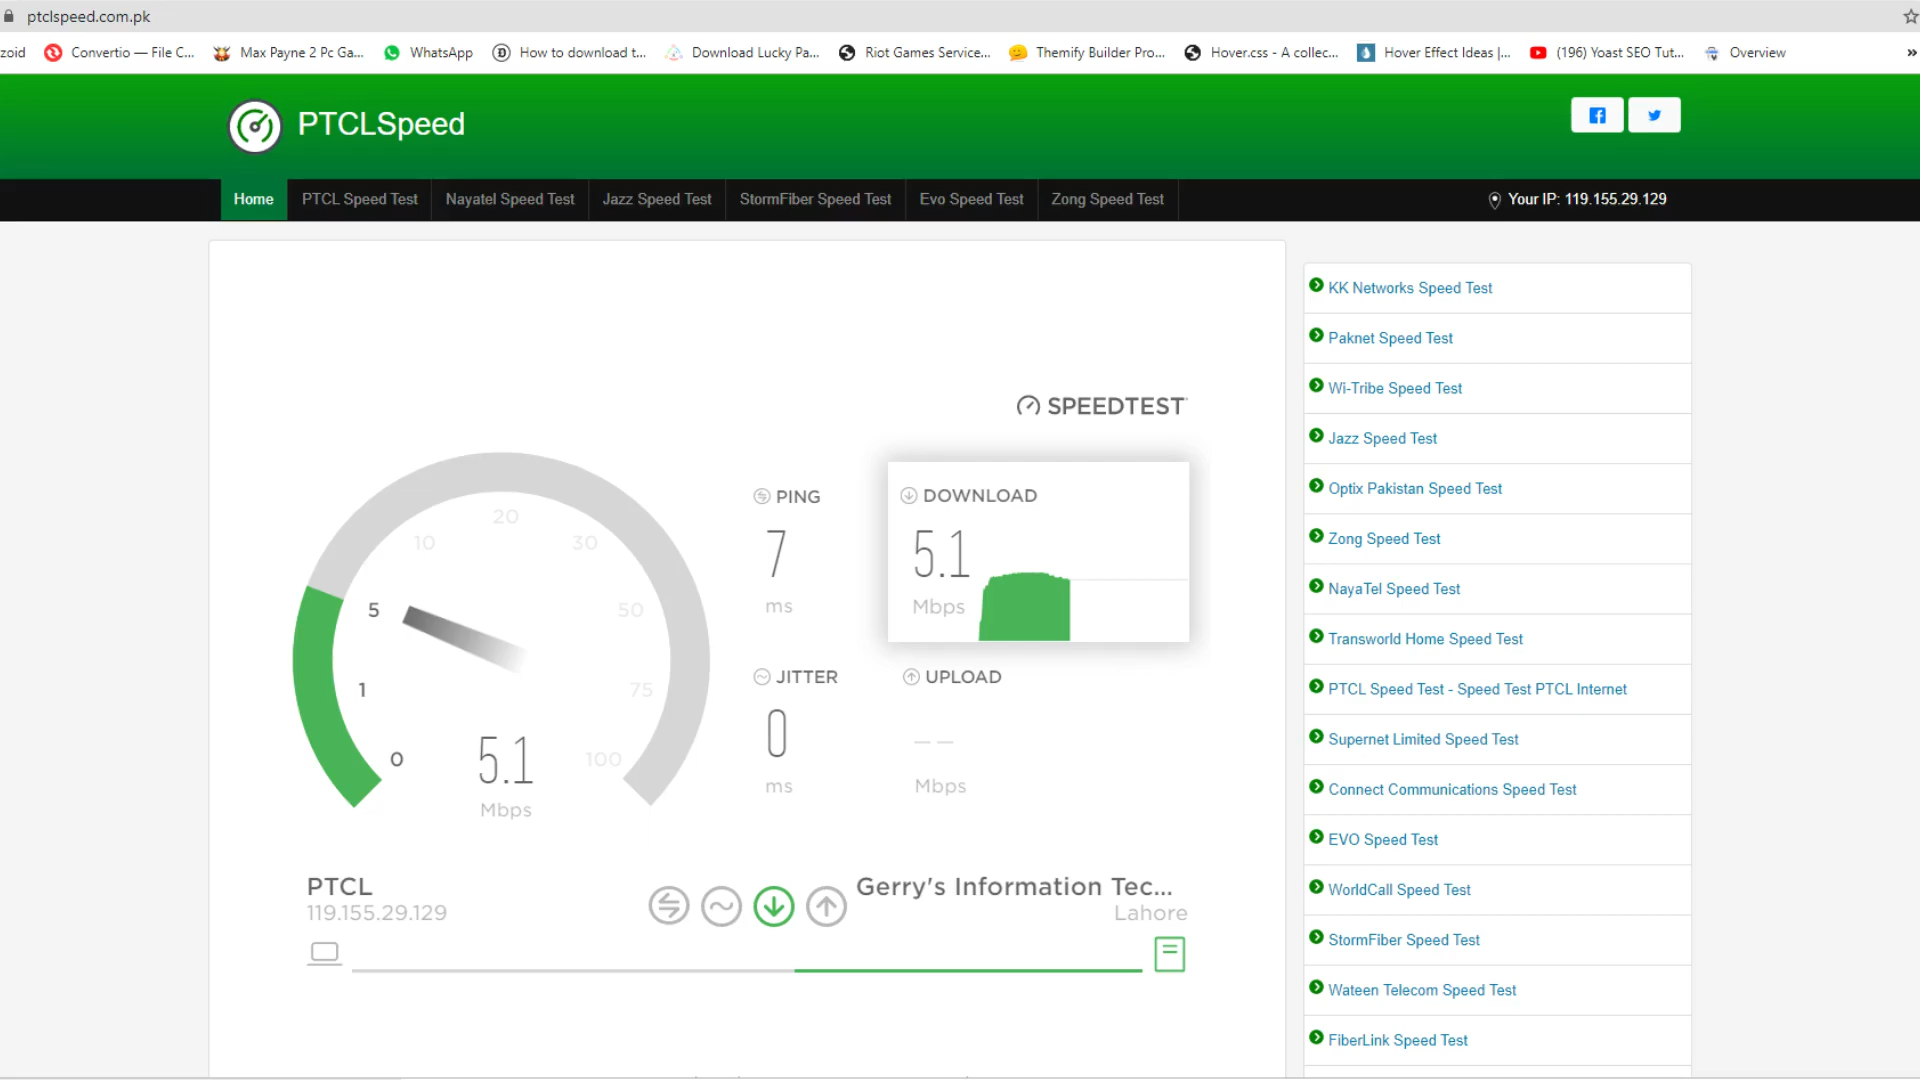 ptclspeed.com.pk
zoid
Convertio — File C...
Max Payne 2 Pc Ga...
WhatsApp
How to download t...
Download Lucky Pa...
Riot Games Service...
Themify Builder Pro...
Hover.css - A collec...
Hover Effect Ideas |...
(196) Yoast SEO Tut...
Overview
»
PTCLSpeed
Home
PTCL Speed Test
Nayatel Speed Test
Jazz Speed Test
StormFiber Speed Test
Evo Speed Test
Zong Speed Test
Your IP: 119.155.29.129
SPEEDTEST
0
1
5
10
20
30
50
75
100
5.1
Mbps
PING
7
ms
DOWNLOAD
5.1
Mbps
JITTER
0
ms
UPLOAD
— —
Mbps
PTCL
119.155.29.129
Gerry's Information Tec...
Lahore
KK Networks Speed Test
Paknet Speed Test
Wi-Tribe Speed Test
Jazz Speed Test
Optix Pakistan Speed Test
Zong Speed Test
NayaTel Speed Test
Transworld Home Speed Test
PTCL Speed Test - Speed Test PTCL Internet
Supernet Limited Speed Test
Connect Communications Speed Test
EVO Speed Test
WorldCall Speed Test
StormFiber Speed Test
Wateen Telecom Speed Test
FiberLink Speed Test